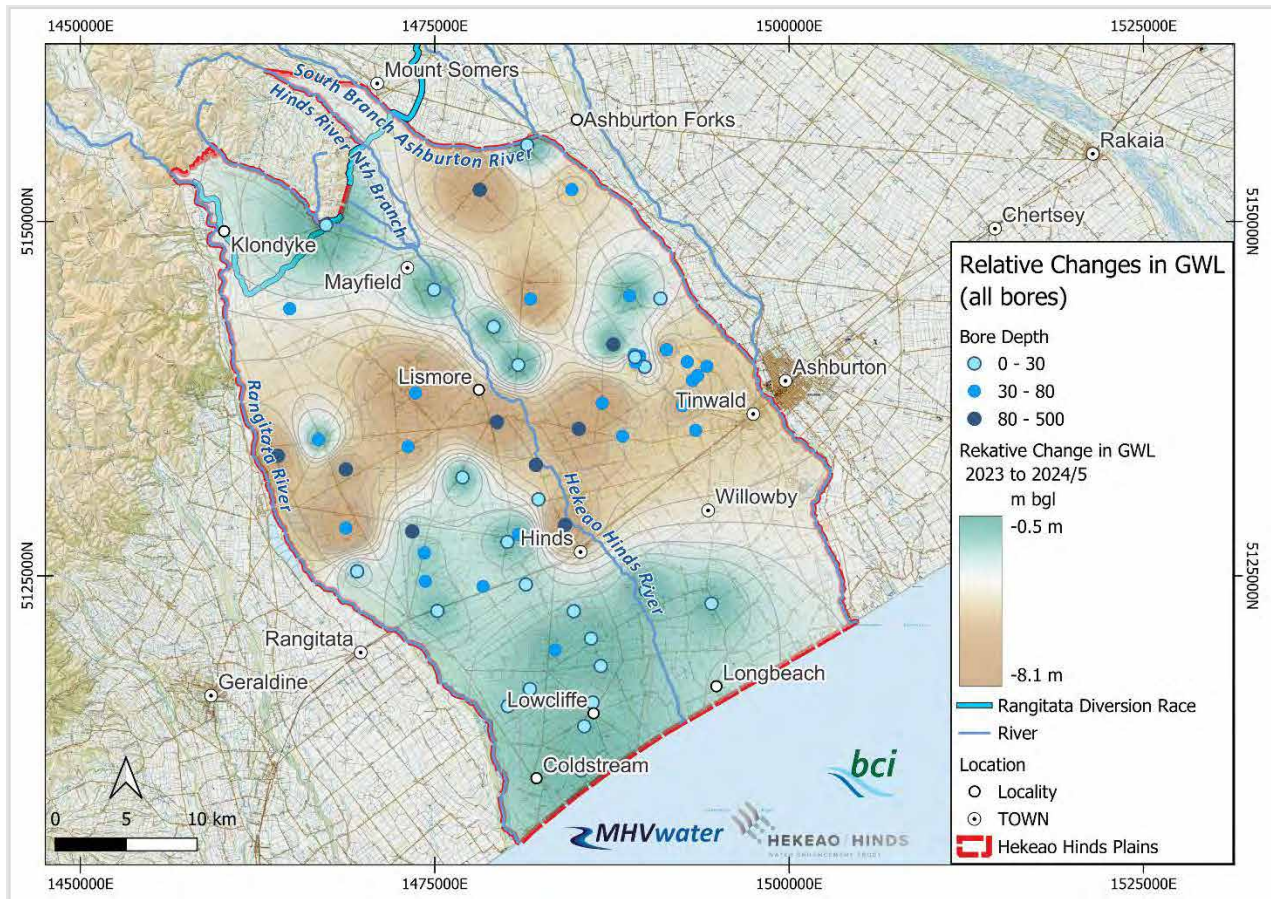 1450000E
1475000E
1500000E
1525000E
Mount Somers
South Branch Ashburton River
Hinds River Nth Branch
Ashburton Forks
Rakaia
5150000N
5150000N
Chertsey
Klondyke
Mayfield
Lismore
Ashburton
Tinwald
Rangitata River
Willowby
Hekeao Hinds River
Hinds
5125000N
5125000N
Rangitata
Geraldine
Longbeach
Lowcliffe
Coldstream
0 5 10 km
bci
MHVwater
HEKEAO HINDS
WATER ENHANCEMENT TRUST
Relative Changes in GWL
(all bores)
Bore Depth
0 - 30
30 - 80
80 - 500
Rekative Change in GWL
2023 to 2024/5
m bgl
-0.5 m
-8.1 m
Rangitata Diversion Race
River
Location
Locality
TOWN
Hekeao Hinds Plains
1450000E
1475000E
1500000E
1525000E